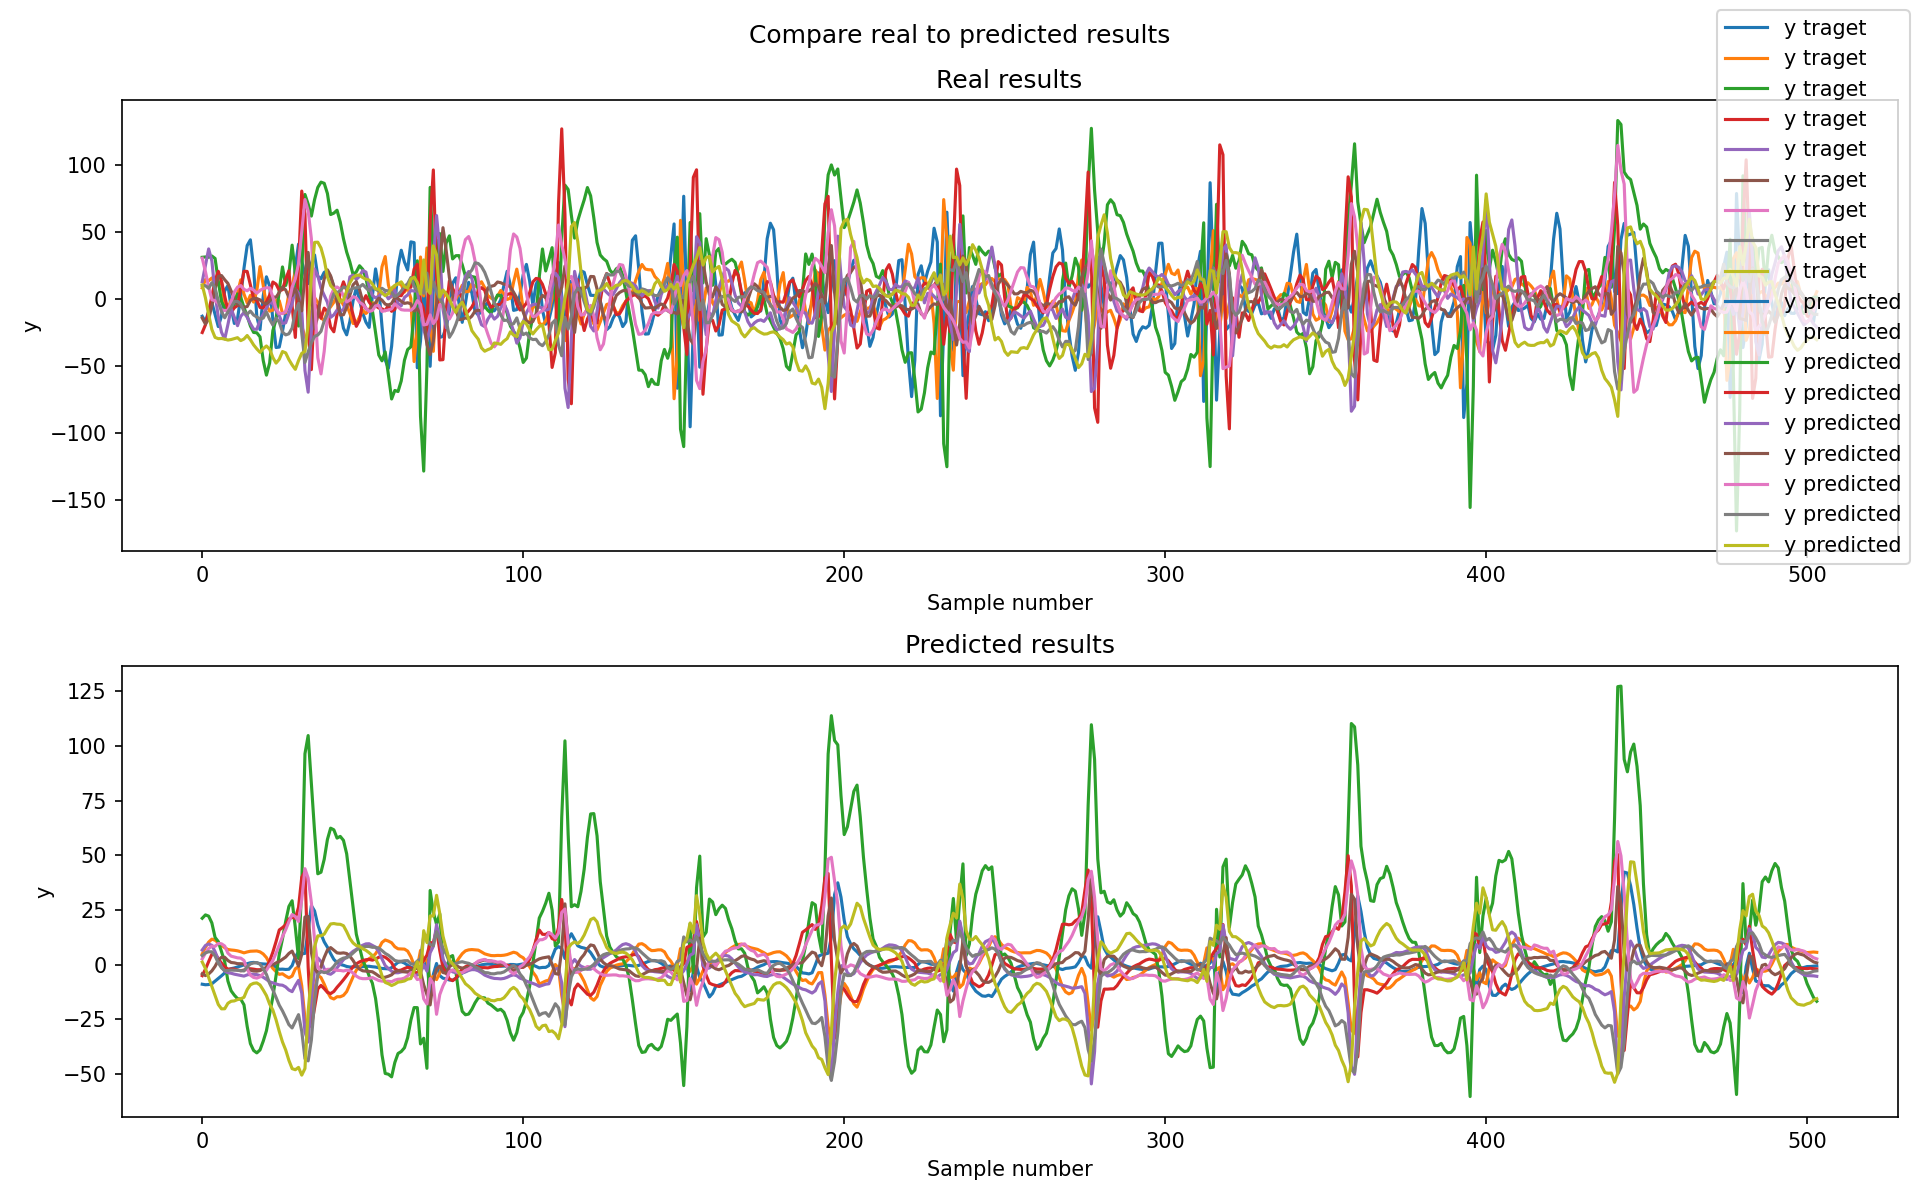 Compare real to predicted results
Real results
y traget
y traget
y traget
y traget
y traget
y traget
y traget
y traget
y traget
y predicted
y predicted
y predicted
y predicted
y predicted
y predicted
y predicted
y predicted
y predicted
100
50
0
−50
−100
−150
y
0 100 200 300 400 500
Sample number
Predicted results
125
100
75
50
25
0
−25
−50
y
0 100 200 300 400 500
Sample number